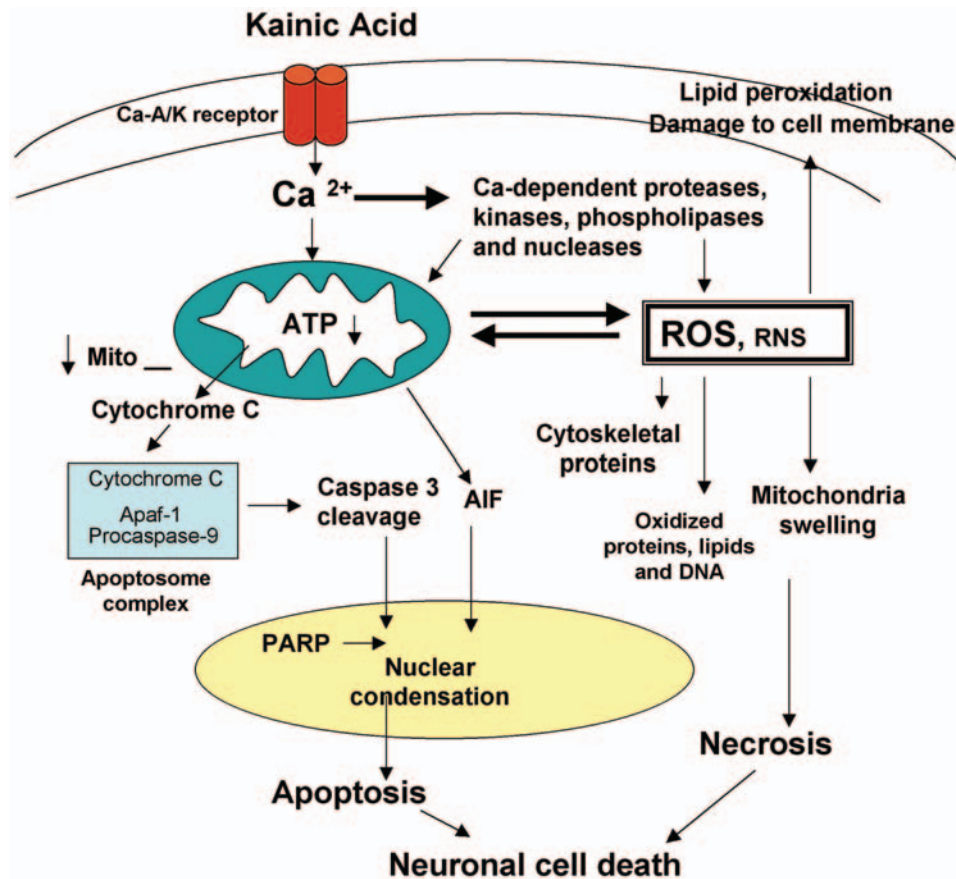 Kainic Acid
Ca-A/K receptor
Lipid peroxidation
Damage to cell membrane
Ca 2+
Ca-dependent proteases,
kinases, phospholipases
and nucleases
ATP
ROS, RNS
Mito __
Cytochrome C
Cytoskeletal
proteins
Cytochrome C
Apaf-1
Procaspase-9
Apoptosome
complex
Caspase 3
cleavage
AIF
Oxidized
proteins, lipids
and DNA
Mitochondria
swelling
PARP
Nuclear
condensation
Necrosis
Apoptosis
Neuronal cell death